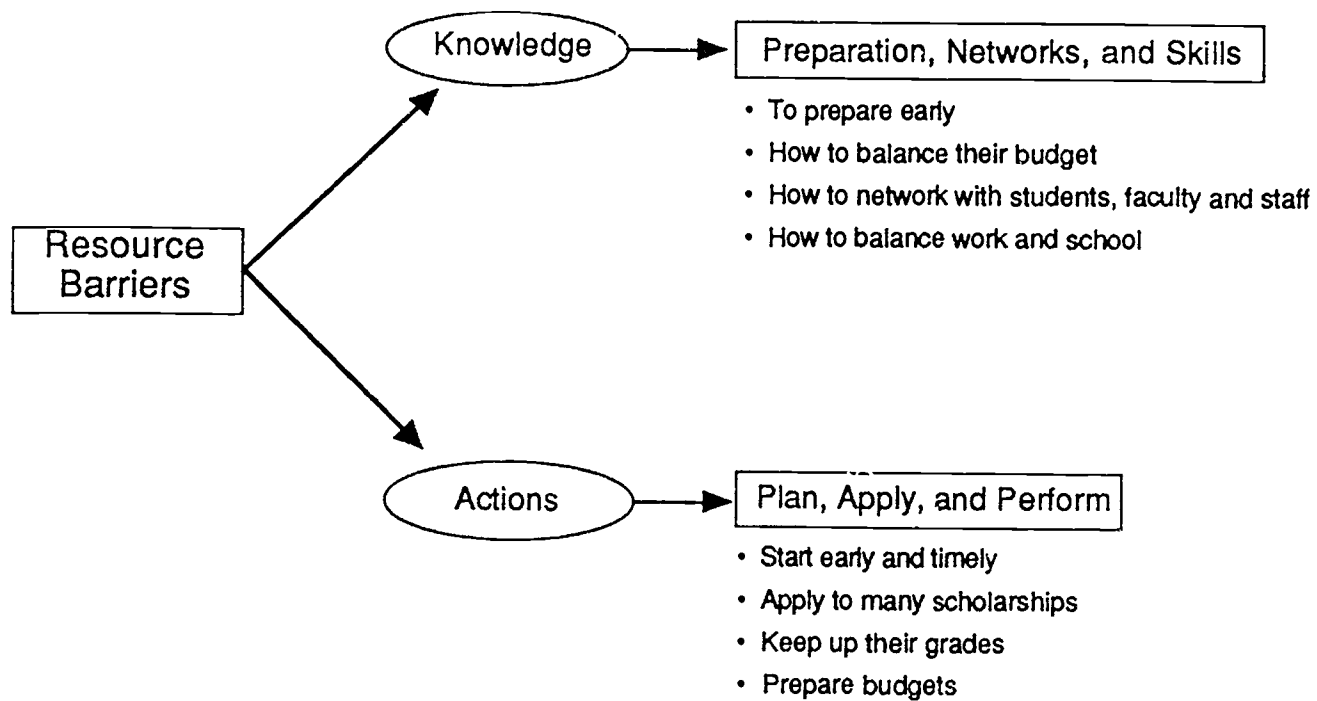 Knowledge
Preparation, Networks, and Skills
• To prepare early
• How to balance their budget
• How to network with students, faculty and staff
• How to balance work and school
Resource
Barriers
Actions
Plan, Apply, and Perform
• Start early and timely
• Apply to many scholarships
• Keep up their grades
• Prepare budgets